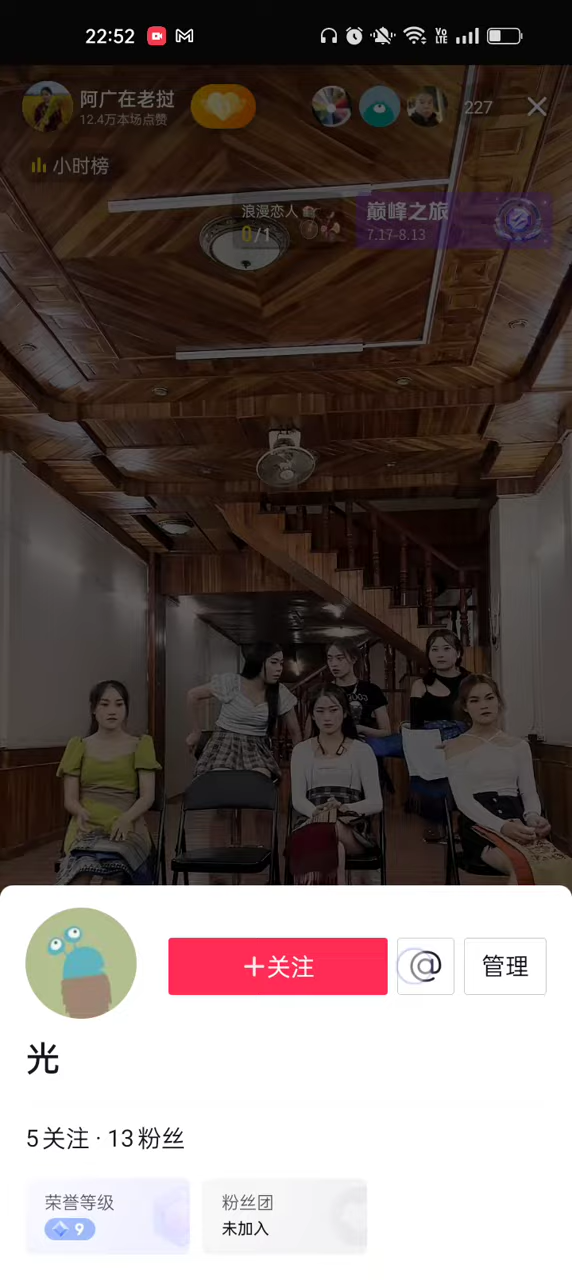 22:52
VoLTE
阿广在老挝
12.4万本场点赞
227
小时榜
浪漫恋人
0/1
巅峰之旅
7.17-8.13
关注
@
管理
光
5关注 · 13粉丝
荣誉等级
9
粉丝团
未加入